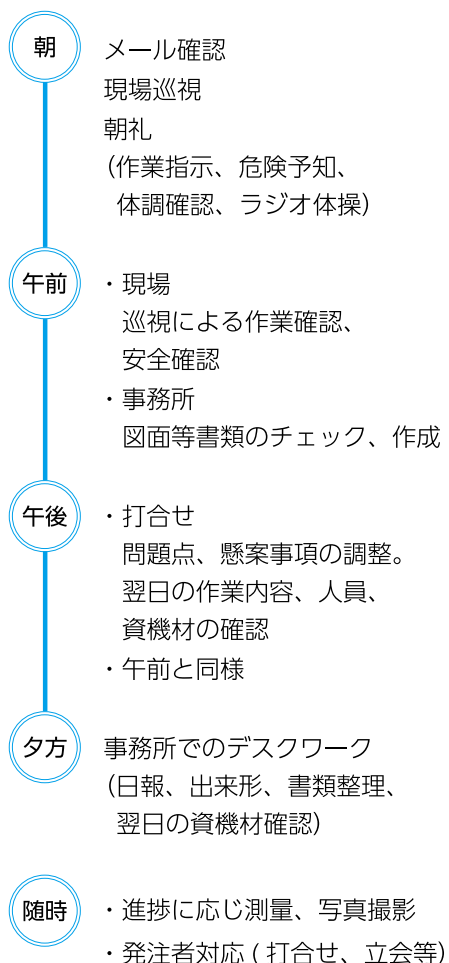 朝
メール確認
現場巡視
朝礼
(作業指示、危険予知、
体調確認、ラジオ体操)
午前
・現場
巡視による作業確認、
安全確認
・事務所
図面等書類のチェック、作成
午後
・打合せ
問題点、懸案事項の調整。
翌日の作業内容、人員、
資機材の確認
・午前と同様
夕方
事務所でのデスクワーク
(日報、出来形、書類整理、
翌日の資機材確認)
随時
・進捗に応じ測量、写真撮影
・発注者対応 ( 打合せ、立会等)